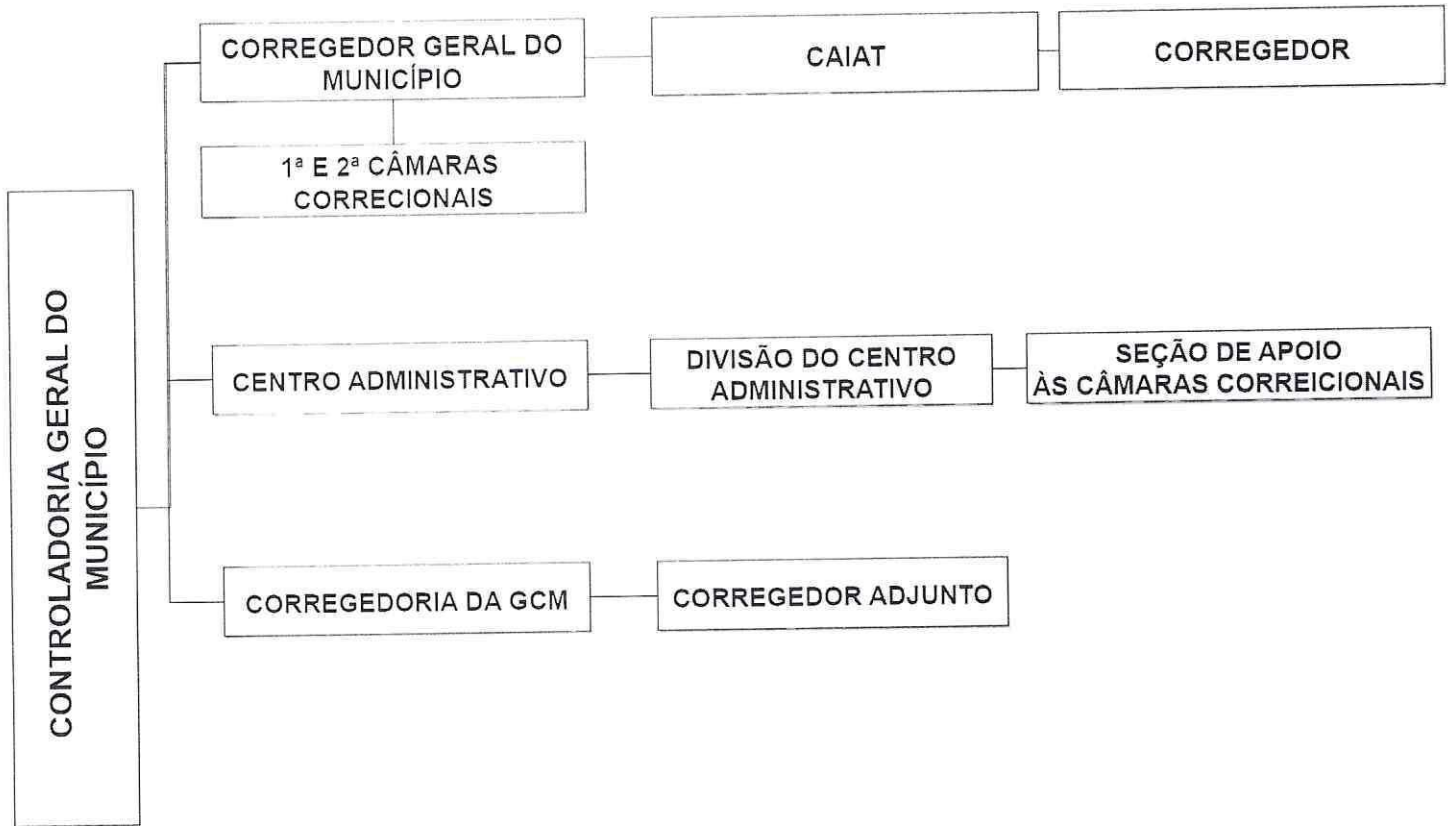 CONTROLADORIA GERAL DO
MUNICÍPIO
CORREGEDOR GERAL DO
MUNICÍPIO
CAIAT
CORREGEDOR
1ª E 2ª CÂMARAS
CORRECIONAIS
CENTRO ADMINISTRATIVO
DIVISÃO DO CENTRO
ADMINISTRATIVO
SEÇÃO DE APOIO
ÀS CÂMARAS CORREICIONAIS
CORREGEDORIA DA GCM
CORREGEDOR ADJUNTO